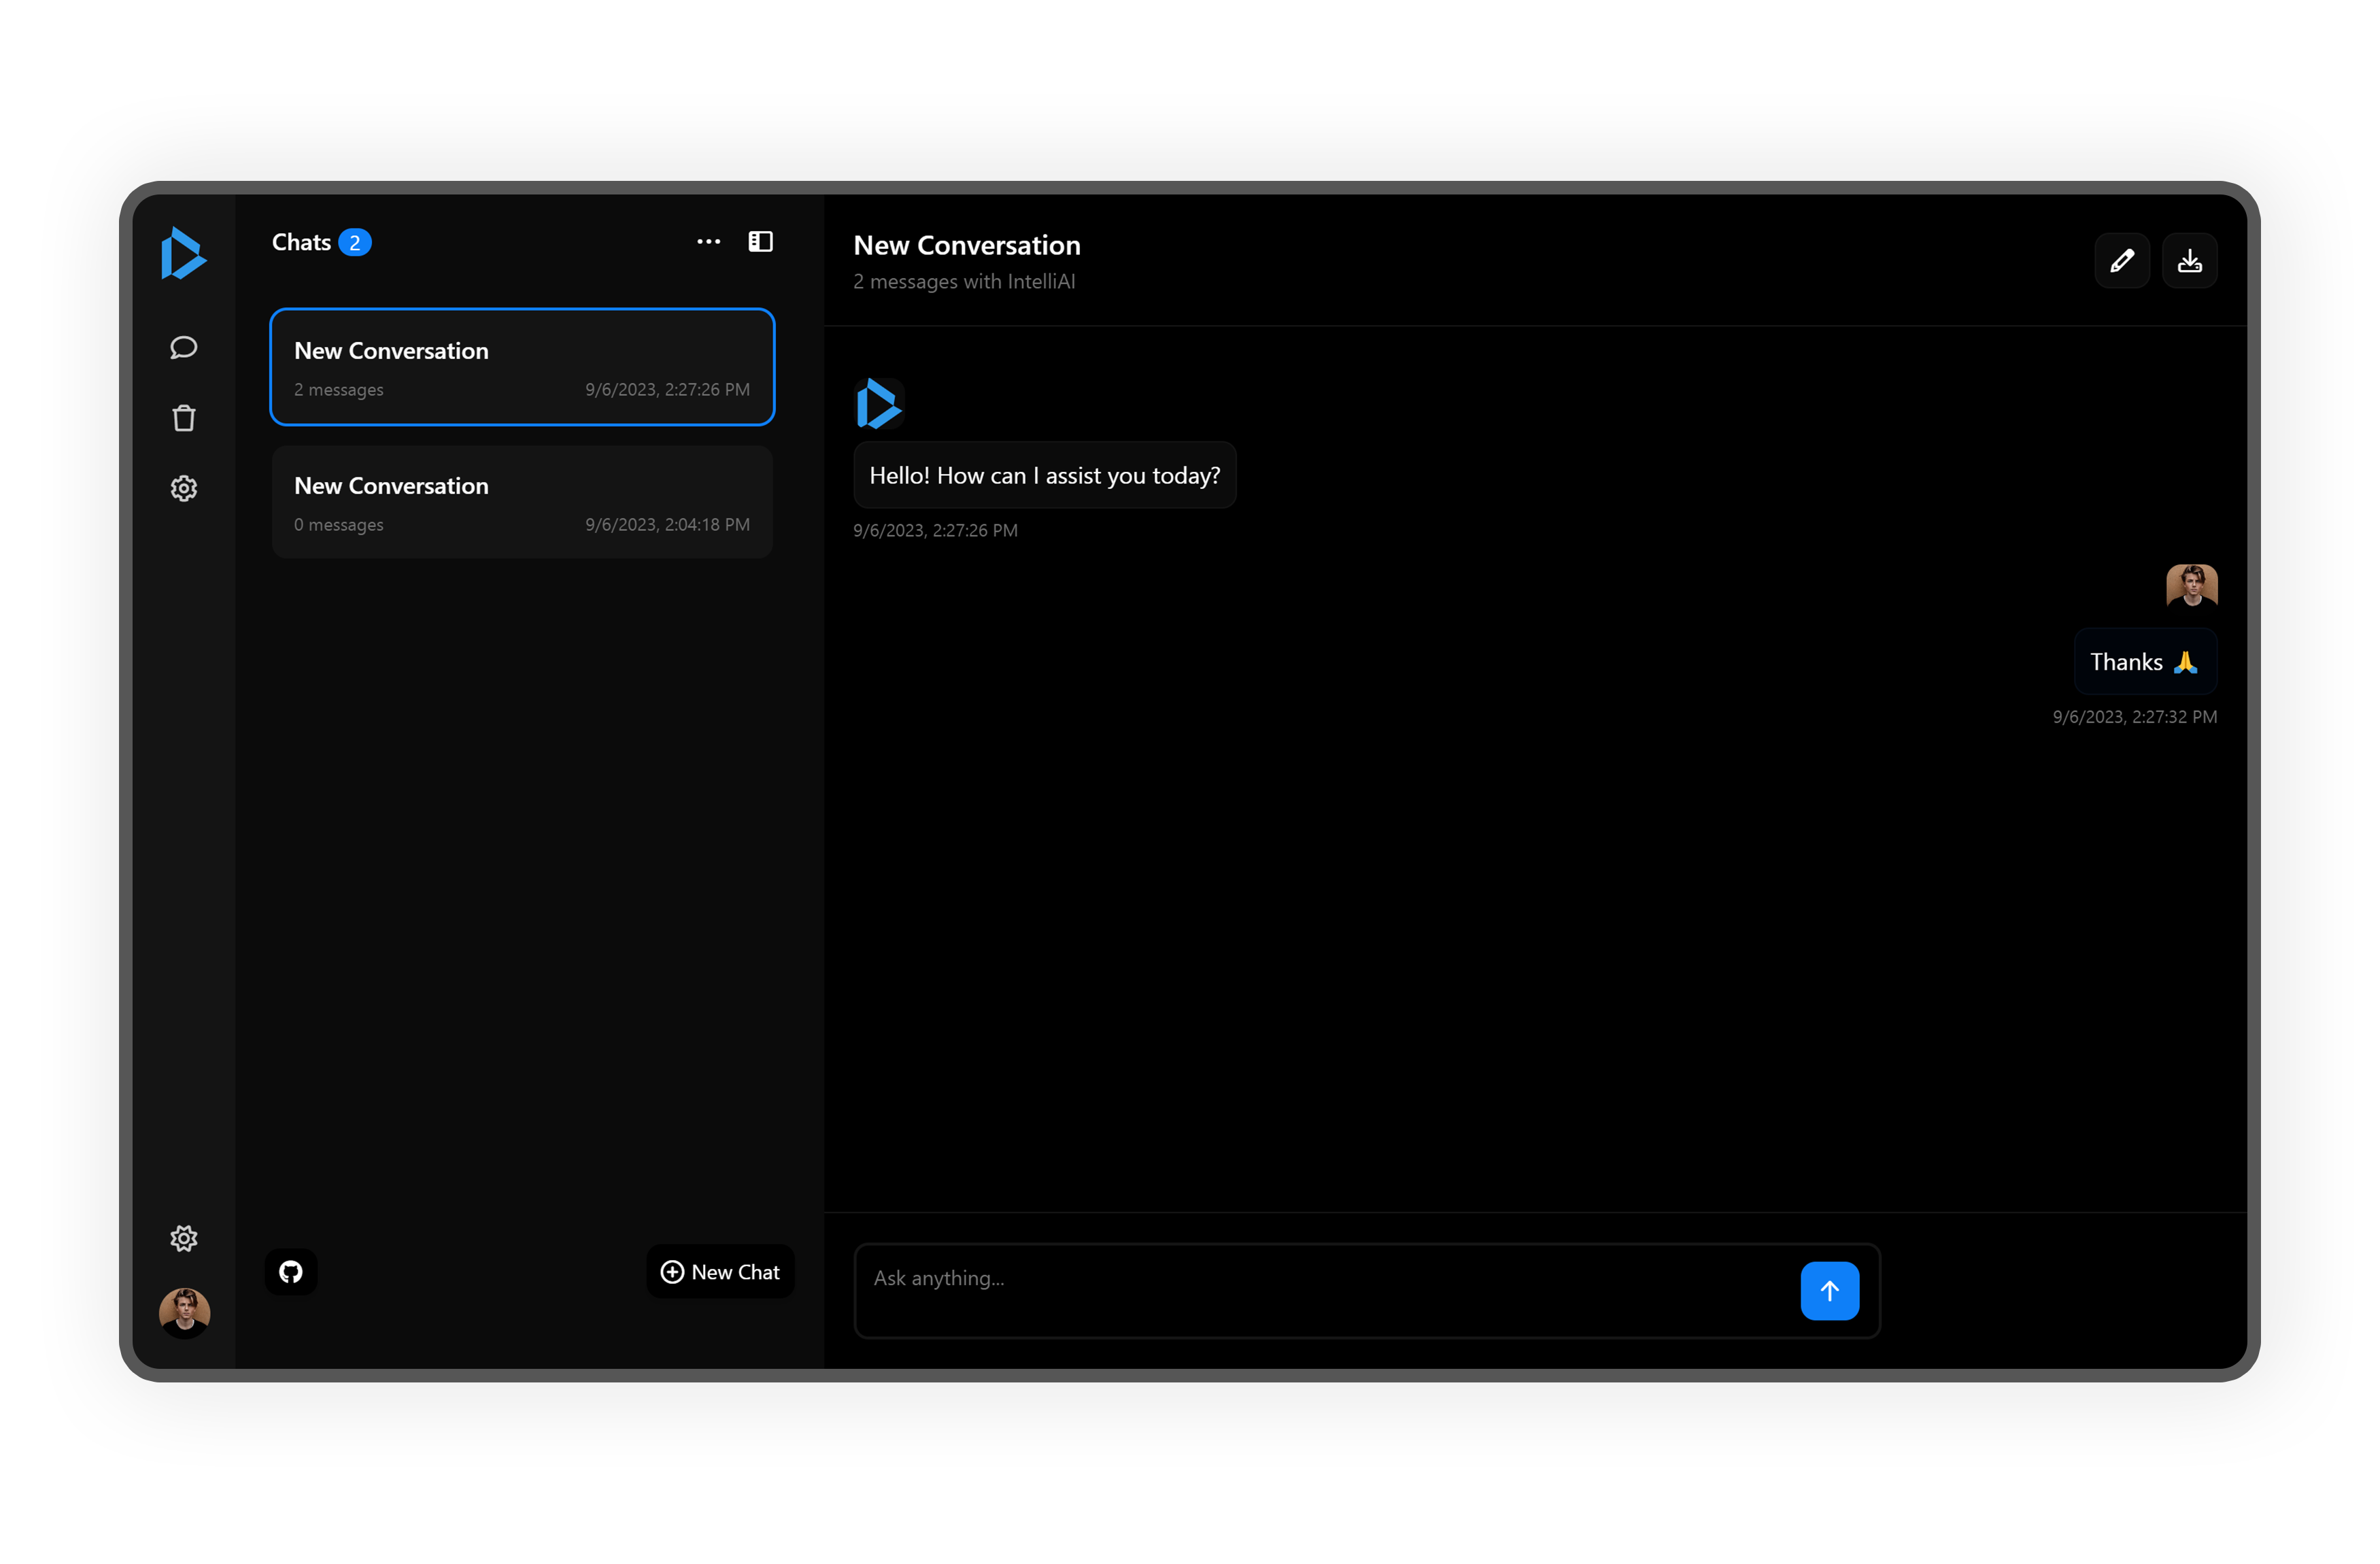 Chats 2
New Conversation
2 messages 9/6/2023, 2:27:26 PM
New Conversation
0 messages 9/6/2023, 2:04:18 PM
New Chat
New Conversation
2 messages with IntelliAI
Hello! How can I assist you today?
9/6/2023, 2:27:26 PM
Thanks 🙏
9/6/2023, 2:27:32 PM
Ask anything...